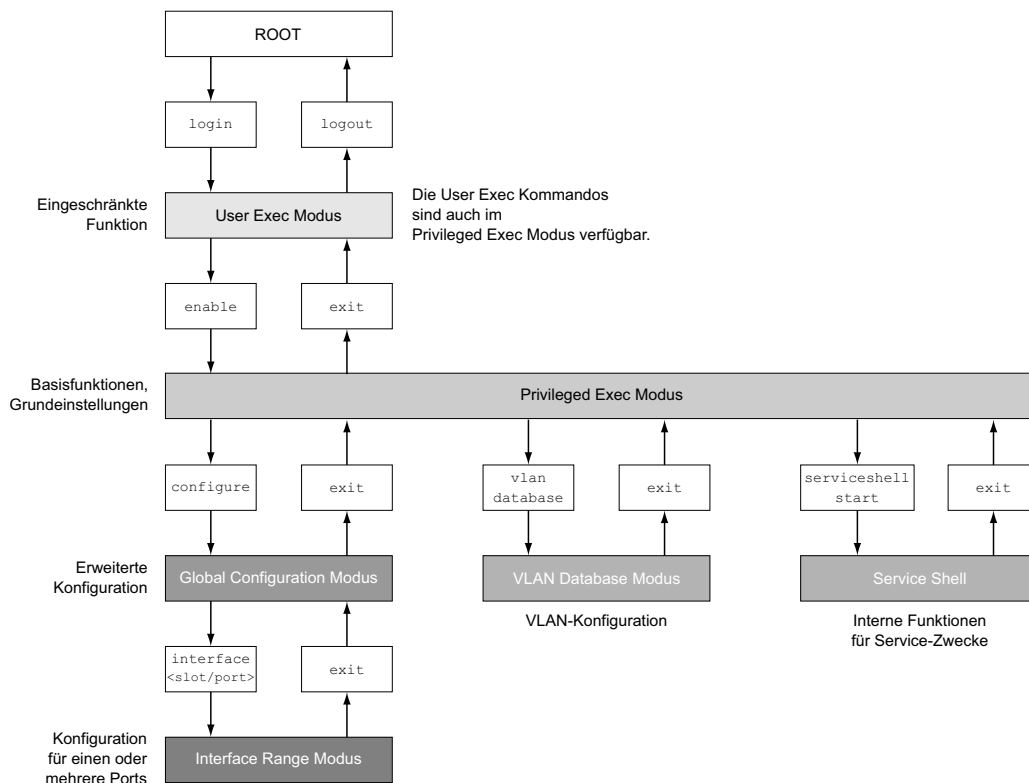 ROOT
login
logout
Eingeschränkte
Funktion
User Exec Modus
Die User Exec Kommandos
sind auch im
Privileged Exec Modus verfügbar.
enable
exit
Basisfunktionen,
Grundeinstellungen
Privileged Exec Modus
configure
exit
vlan
database
exit
serviceshell
start
exit
Erweiterte
Konfiguration
Global Configuration Modus
VLAN Database Modus
Service Shell
VLAN-Konfiguration
Interne Funktionen
für Service-Zwecke
interface
<slot/port>
exit
Konfiguration
für einen oder
mehrere Ports
Interface Range Modus